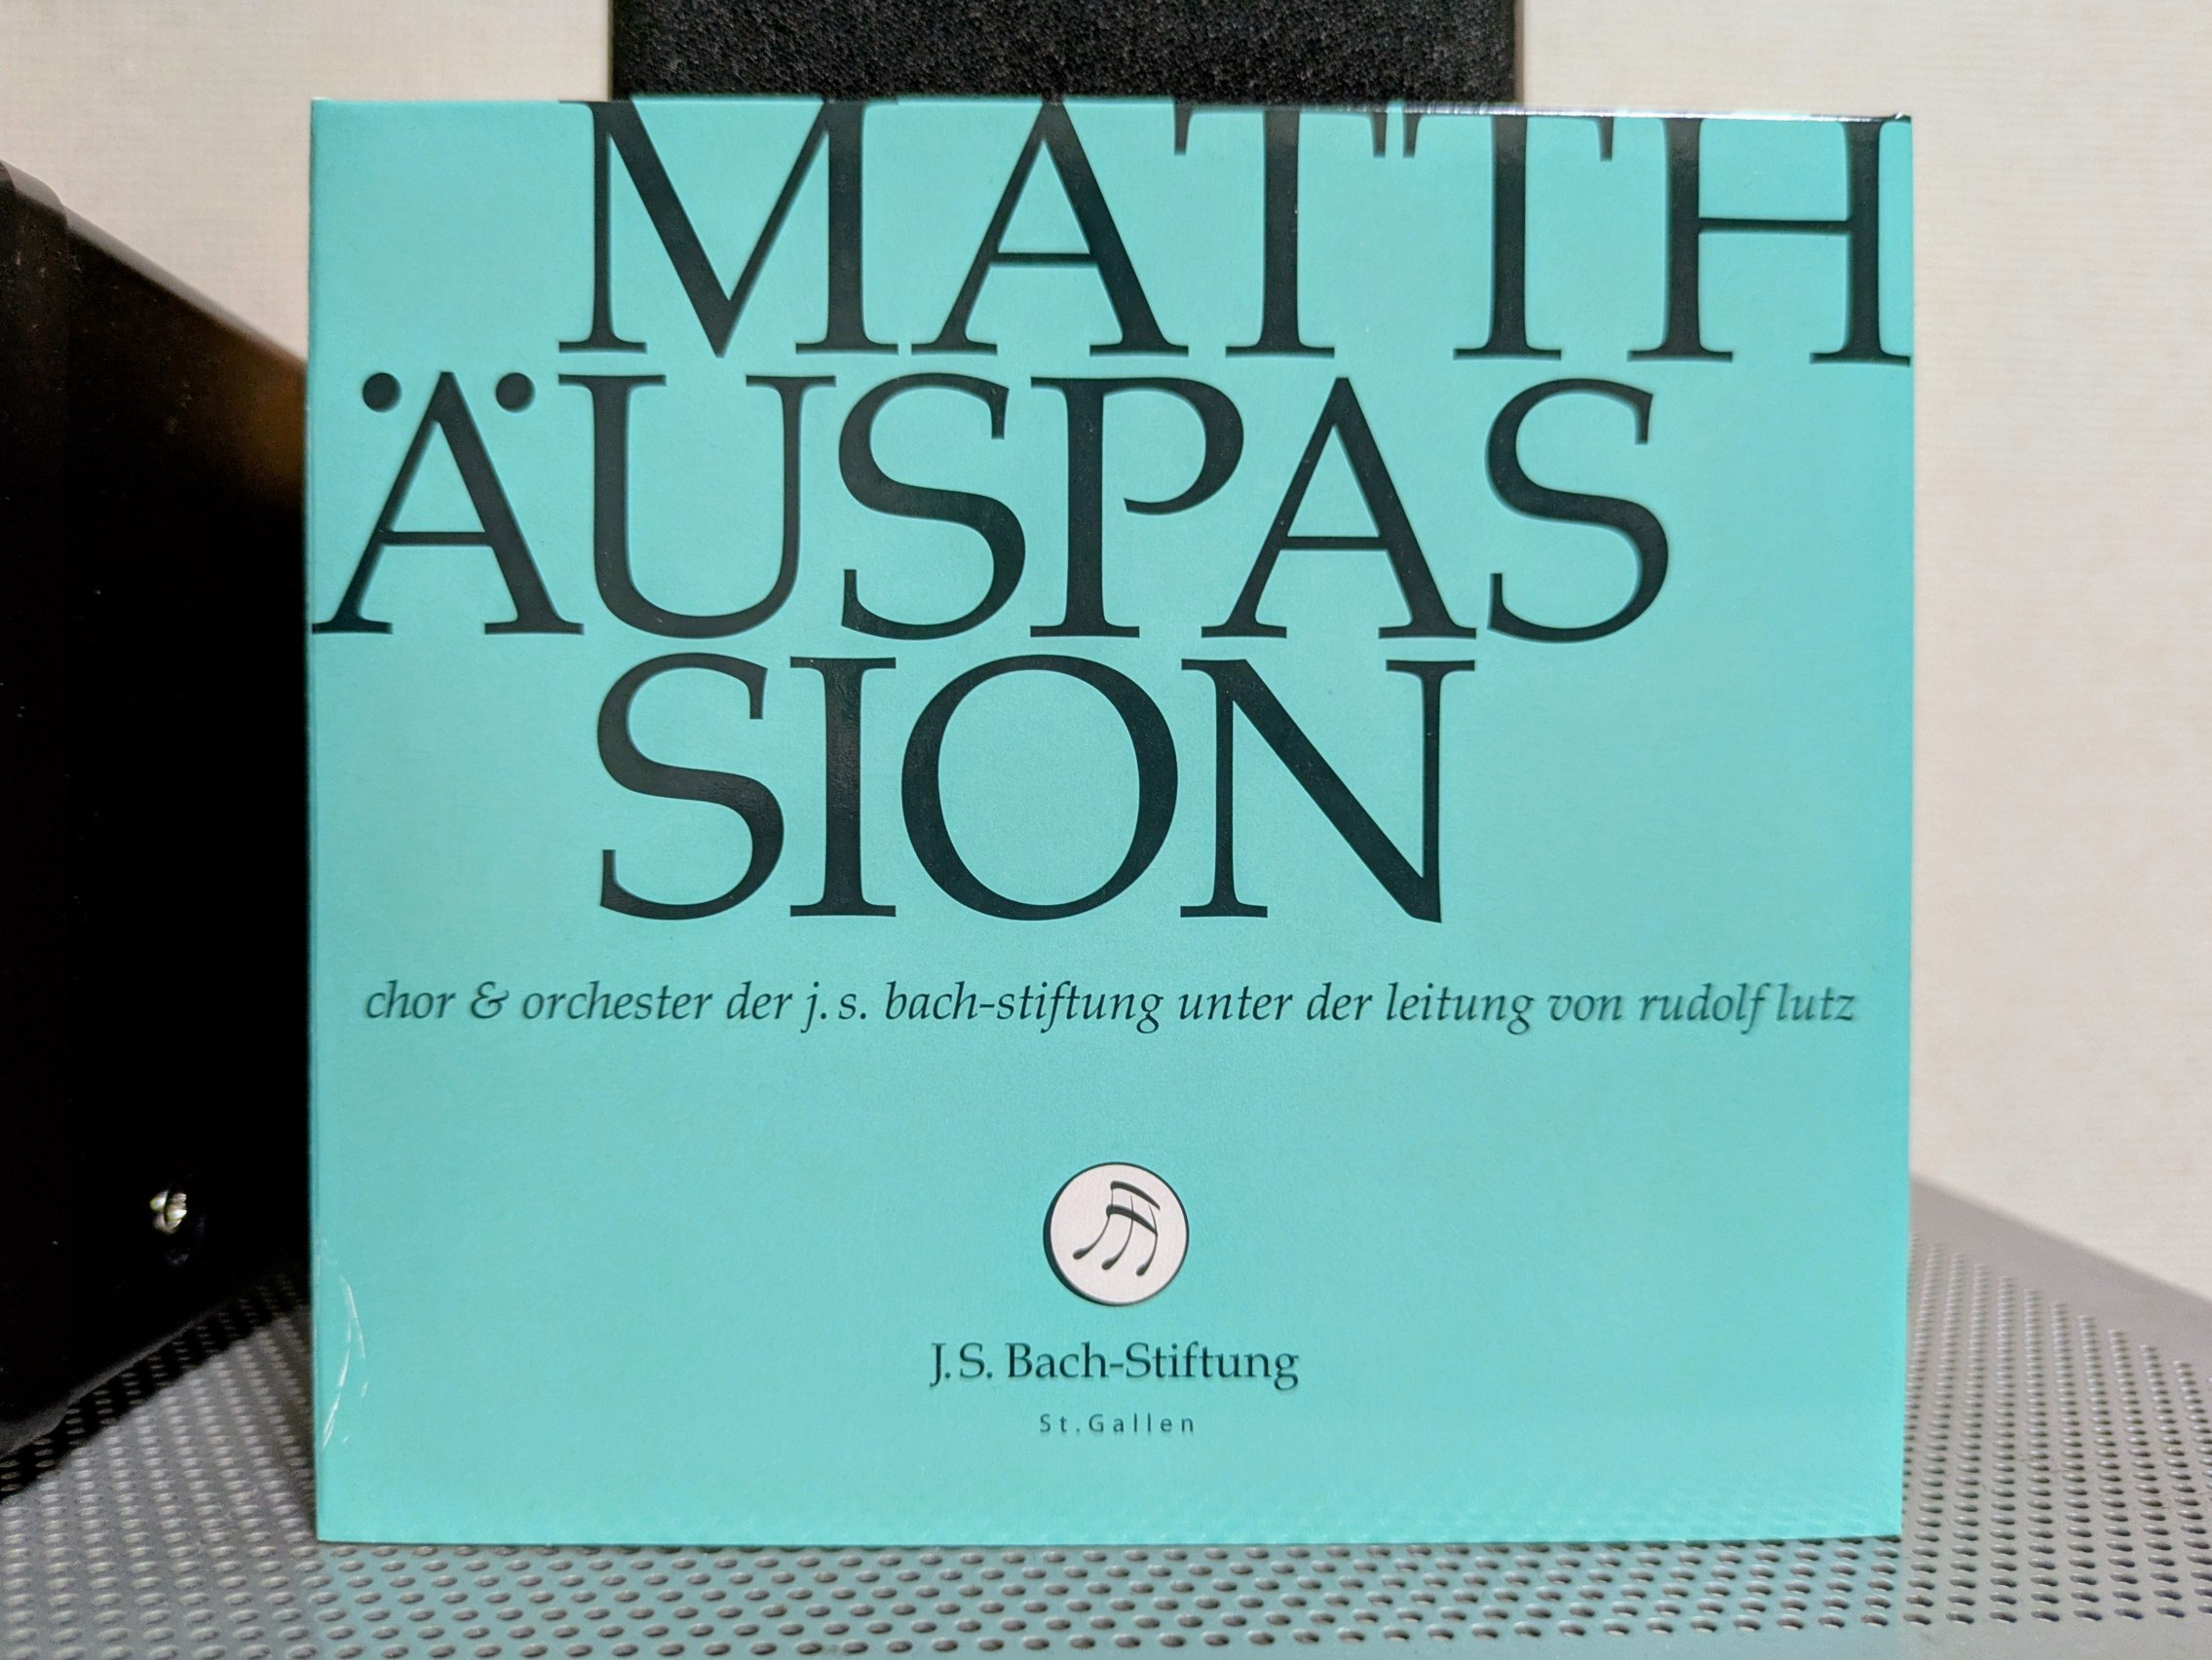 MATTH
ÄUSPAS
SION
chor & orchester der j. s. bach-stiftung unter der leitung von rudolf lutz
J. S. Bach-Stiftung
St. Gallen